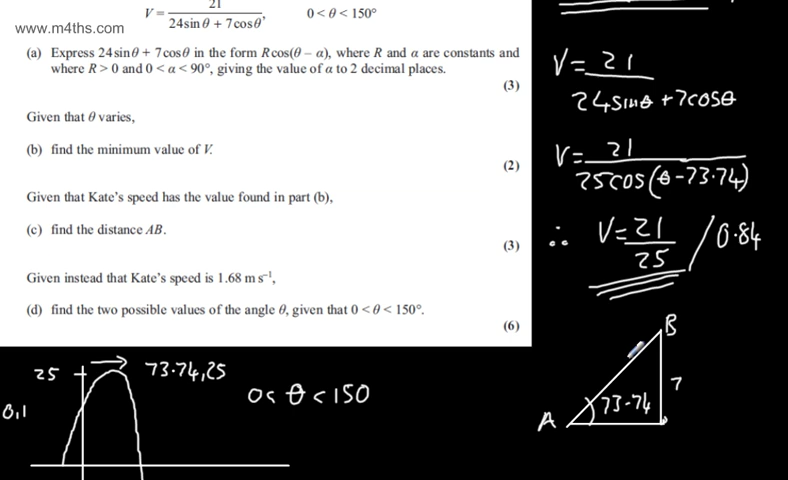 V = 21 / (24sinθ + 7cosθ), 0 < θ < 150°
www.m4ths.com
(a) Express 24sinθ + 7cosθ in the form Rcos(θ – α), where R and α are constants and
where R > 0 and 0 < α < 90°, giving the value of α to 2 decimal places.
(3)
Given that θ varies,
(b) find the minimum value of V.
(2)
Given that Kate's speed has the value found in part (b),
(c) find the distance AB.
(3)
Given instead that Kate's speed is 1.68 m s⁻¹,
(d) find the two possible values of the angle θ, given that 0 < θ < 150°.
(6)
V = 21 / (24sinθ + 7cosθ)
V = 21 / (25cos(θ-73.74))
∴ V = 21/25 / 0.84
B
7
73.74
A
25
73.74,25
0 < θ < 150